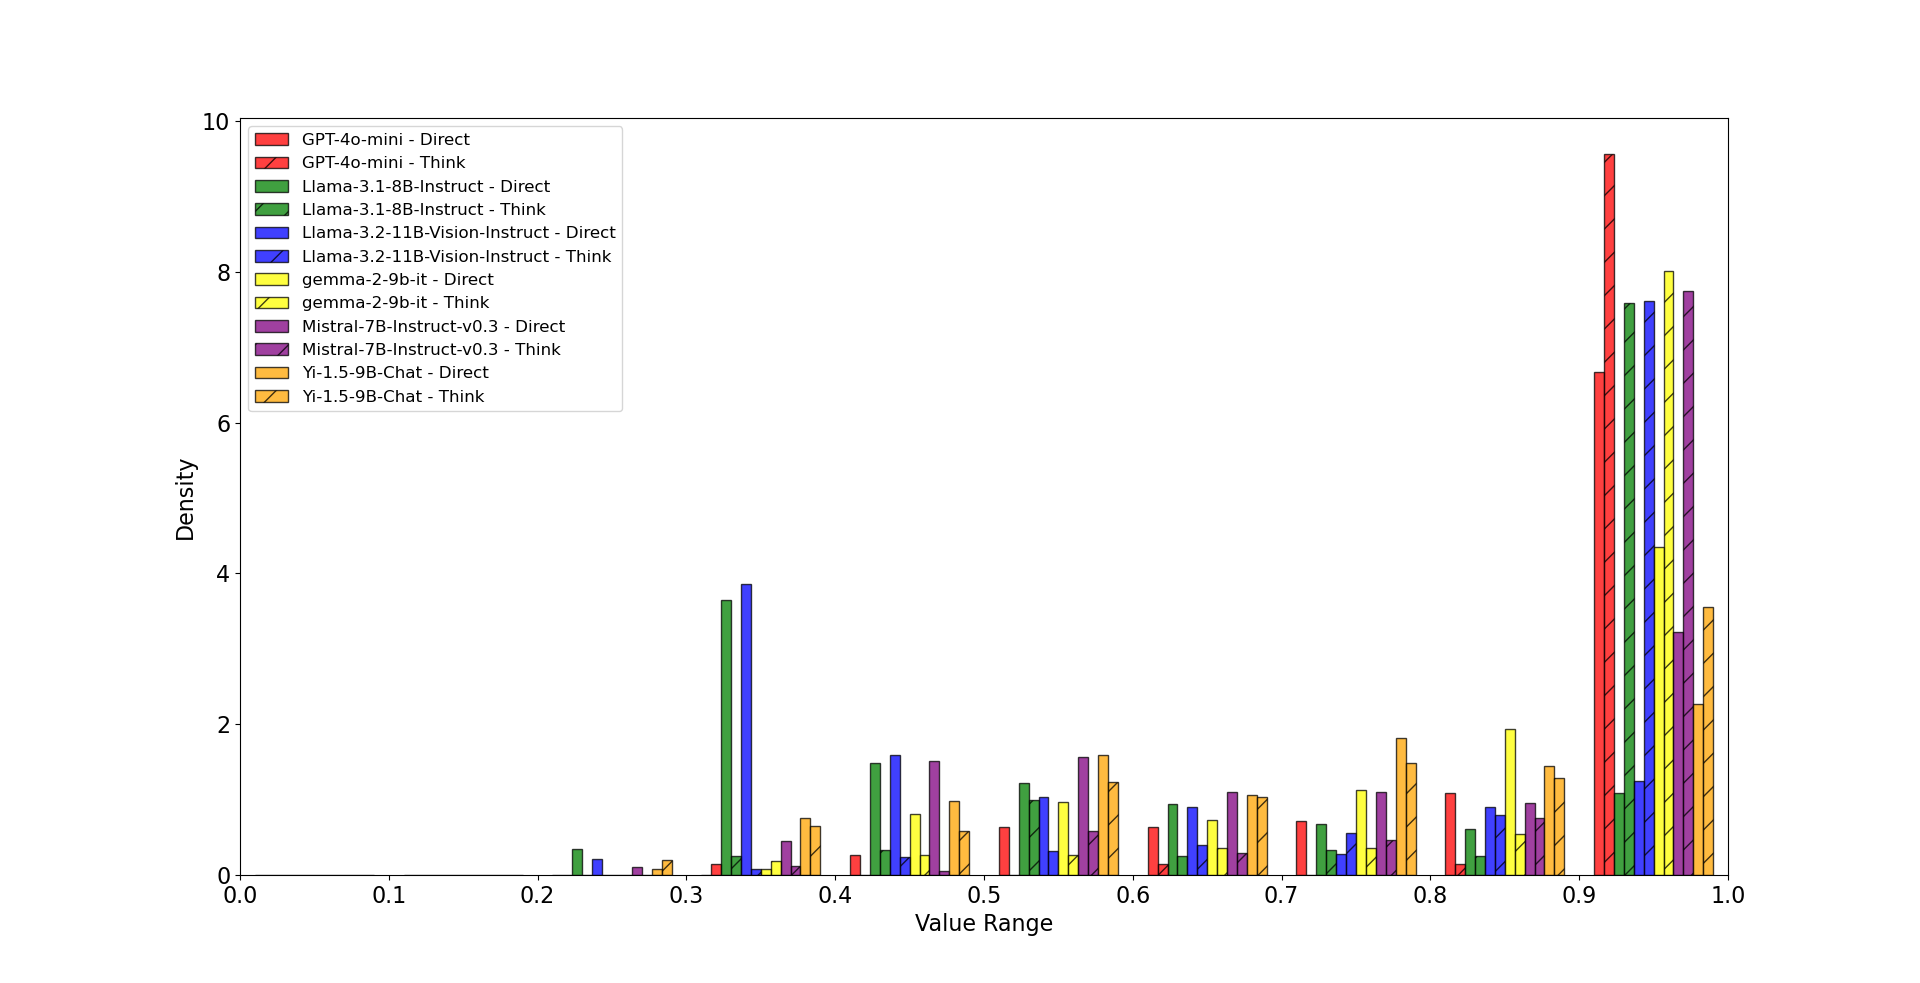 10
8
6
4
2
0
Density
GPT-4o-mini - Direct
GPT-4o-mini - Think
Llama-3.1-8B-Instruct - Direct
Llama-3.1-8B-Instruct - Think
Llama-3.2-11B-Vision-Instruct - Direct
Llama-3.2-11B-Vision-Instruct - Think
gemma-2-9b-it - Direct
gemma-2-9b-it - Think
Mistral-7B-Instruct-v0.3 - Direct
Mistral-7B-Instruct-v0.3 - Think
Yi-1.5-9B-Chat - Direct
Yi-1.5-9B-Chat - Think
0.0 0.1 0.2 0.3 0.4 0.5 0.6 0.7 0.8 0.9 1.0
Value Range